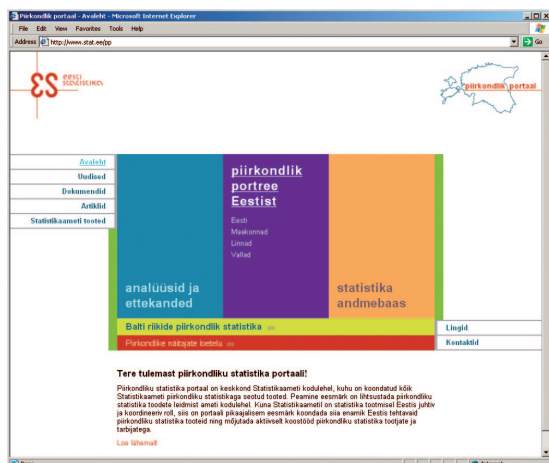 Piirkondlik portaal - Avaleht - Microsoft Internet Explorer
File Edit View Favorites Tools Help
Address http://www.stat.ee/pp Go
ES eesti statistika
piirkondlik portaal
Avaleht
Uudised
Dokumendid
Artiklid
Statistikaameti tooted
piirkondlik
portree
Eestist
Eesti
Maakonnad
Linnad
Vallad
analüüsid ja
ettekanded
statistika
andmebaas
Balti riikide piirkondlik statistika
Piirkondlike näitajate loetelu
Lingid
Kontaktid
Tere tulemast piirkondliku statistika portaali!
Piirkondliku statistika portaal on keskkond Statistikaameti kodulehel, kuhu on koondatud kõik
Statistikaameti piirkondliku statistikaga seotud tooted. Peamine eesmärk on lihtsustada piirkondliku
statistika toodete leidmist ameti kodulehel. Kuna Statistikaametil on statistika tootmisel Eestis juhtiv
ja koordineeriv roll, siis on portaali pikaajalisem eesmärk koondada siia enamik Eestis tehtavaid
piirkondliku statistika tooteid ning mõjutada aktiivselt koostööd piirkondliku statistika tootjate ja
tarbijatega.
Loe lähemalt